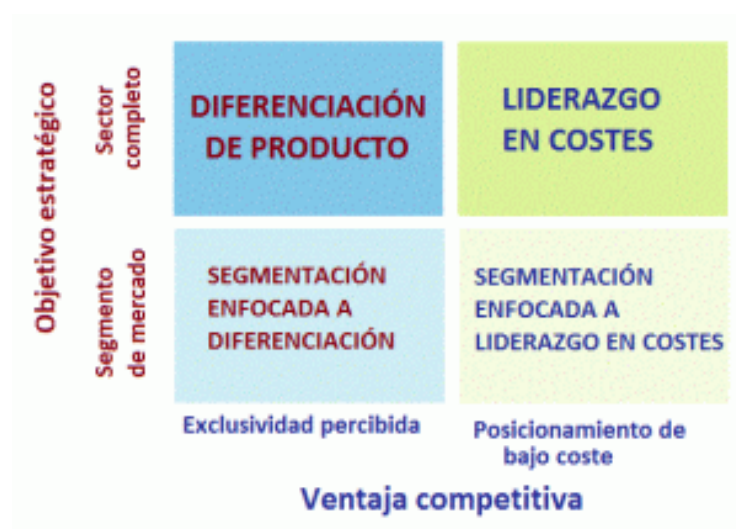 Objetivo estratégico
Sector
completo
DIFERENCIACIÓN
DE PRODUCTO
LIDERAZGO
EN COSTES
Segmento
de mercado
SEGMENTACIÓN
ENFOCADA A
DIFERENCIACIÓN
SEGMENTACIÓN
ENFOCADA A
LIDERAZGO EN COSTES
Exclusividad percibida
Posicionamiento de
bajo coste
Ventaja competitiva